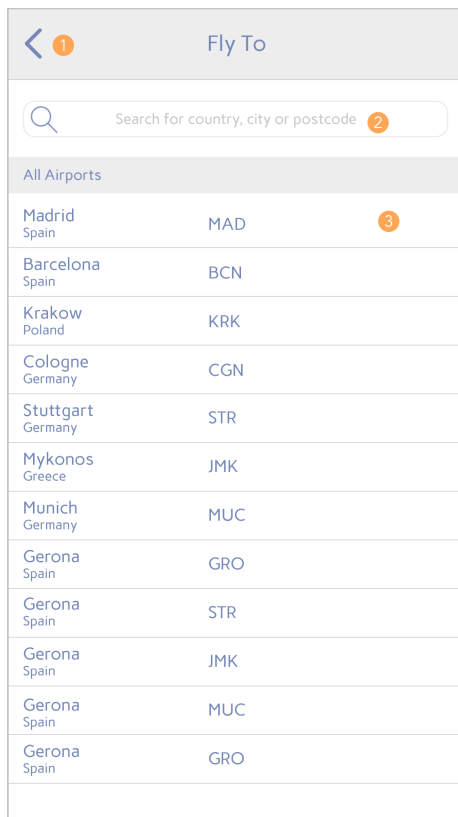 1 Fly To
Search for country, city or postcode 2
All Airports
Madrid
Spain
MAD
3
Barcelona
Spain
BCN
Krakow
Poland
KRK
Cologne
Germany
CGN
Stuttgart
Germany
STR
Mykonos
Greece
JMK
Munich
Germany
MUC
Gerona
Spain
GRO
Gerona
Spain
STR
Gerona
Spain
JMK
Gerona
Spain
MUC
Gerona
Spain
GRO